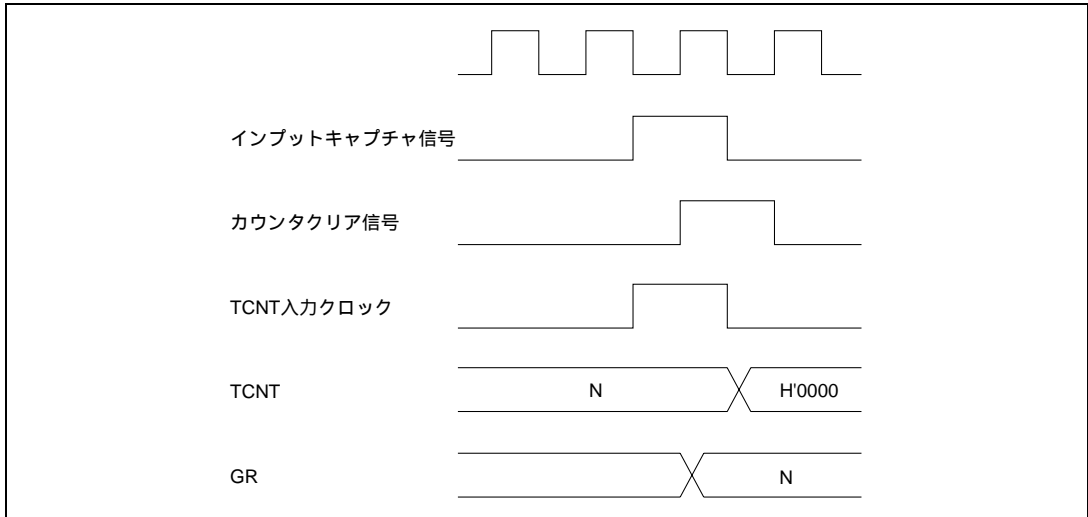 インプットキャプチャ信号
カウンタクリア信号
TCNT入力クロック
TCNT
N
H'0000
GR
N